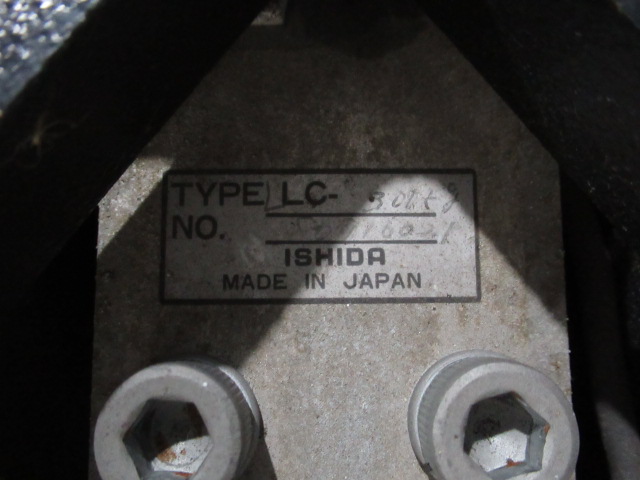 TYPE LC-
NO.
ISHIDA
MADE IN JAPAN